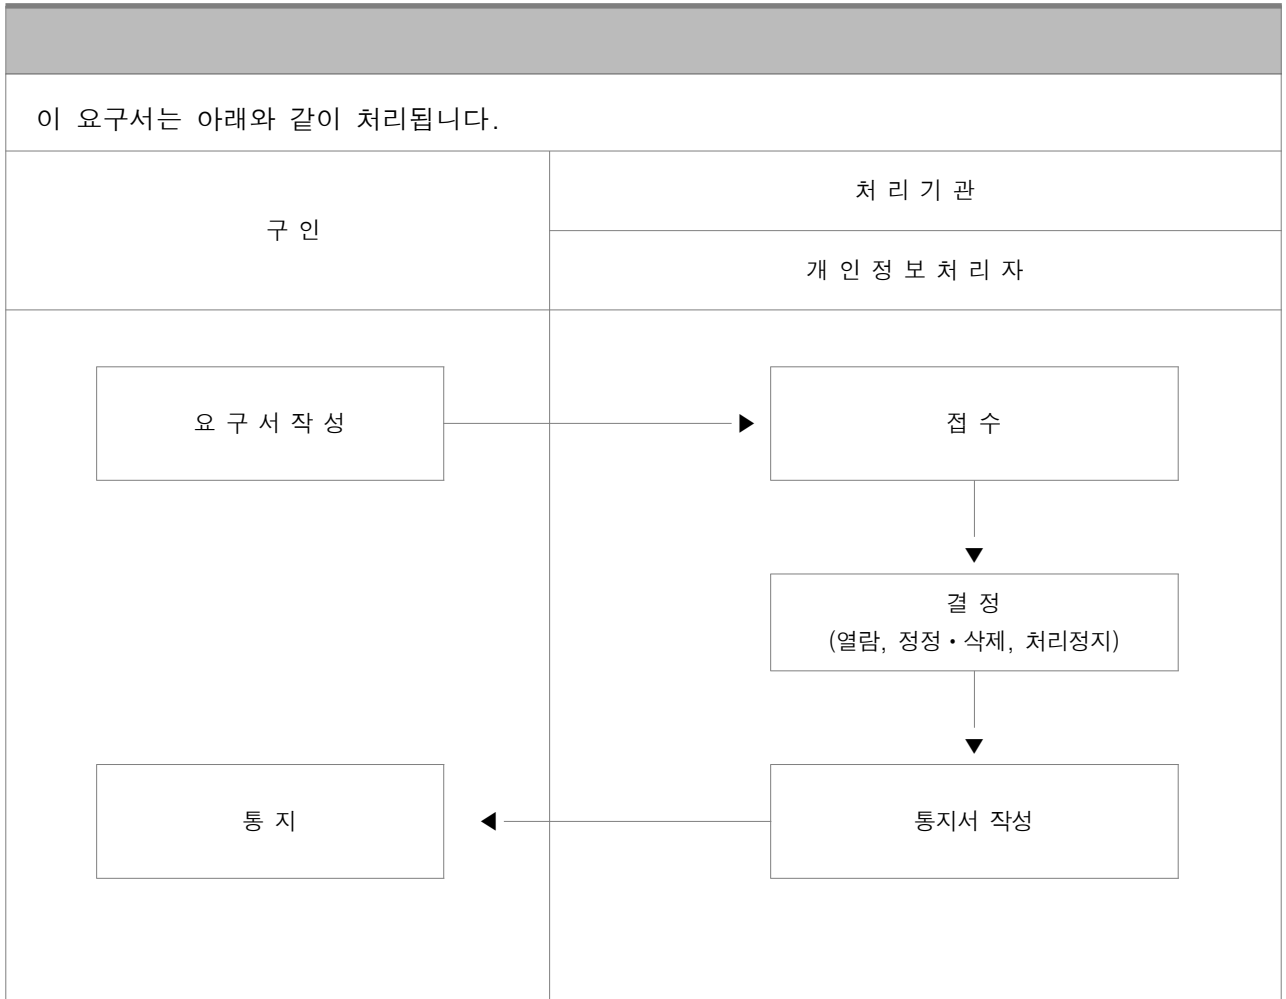 이 요구서는 아래와 같이 처리됩니다.
구 인
처 리 기 관
개 인 정 보 처 리 자
요 구 서 작 성
접 수
결 정
(열람, 정정・삭제, 처리정지)
통 지
통지서 작성